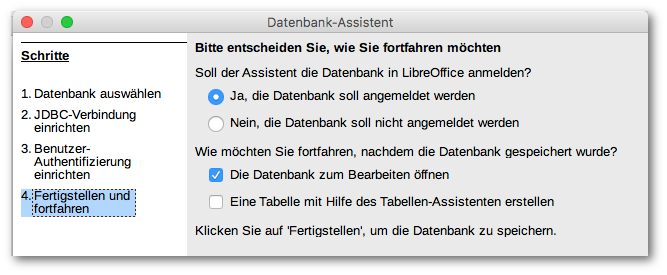 Datenbank-Assistent
Schritte
1. Datenbank auswählen
2. JDBC-Verbindung
einrichten
3. Benutzer-
Authentifizierung
einrichten
4. Fertigstellen und
fortfahren
Bitte entscheiden Sie, wie Sie fortfahren möchten
Soll der Assistent die Datenbank in LibreOffice anmelden?
Ja, die Datenbank soll angemeldet werden
Nein, die Datenbank soll nicht angemeldet werden
Wie möchten Sie fortfahren, nachdem die Datenbank gespeichert wurde?
Die Datenbank zum Bearbeiten öffnen
Eine Tabelle mit Hilfe des Tabellen-Assistenten erstellen
Klicken Sie auf 'Fertigstellen', um die Datenbank zu speichern.